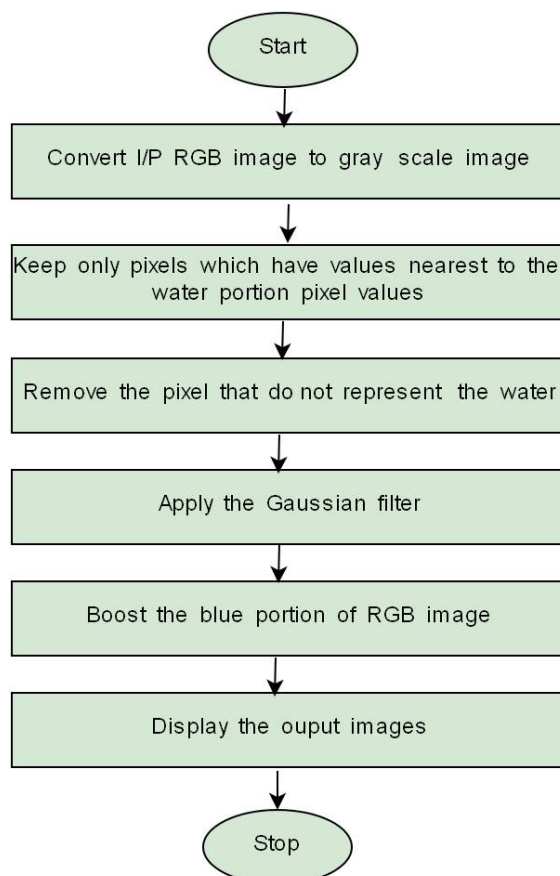 Start
Convert I/P RGB image to gray scale image
Keep only pixels which have values nearest to the
water portion pixel values
Remove the pixel that do not represent the water
Apply the Gaussian filter
Boost the blue portion of RGB image
Display the ouput images
Stop